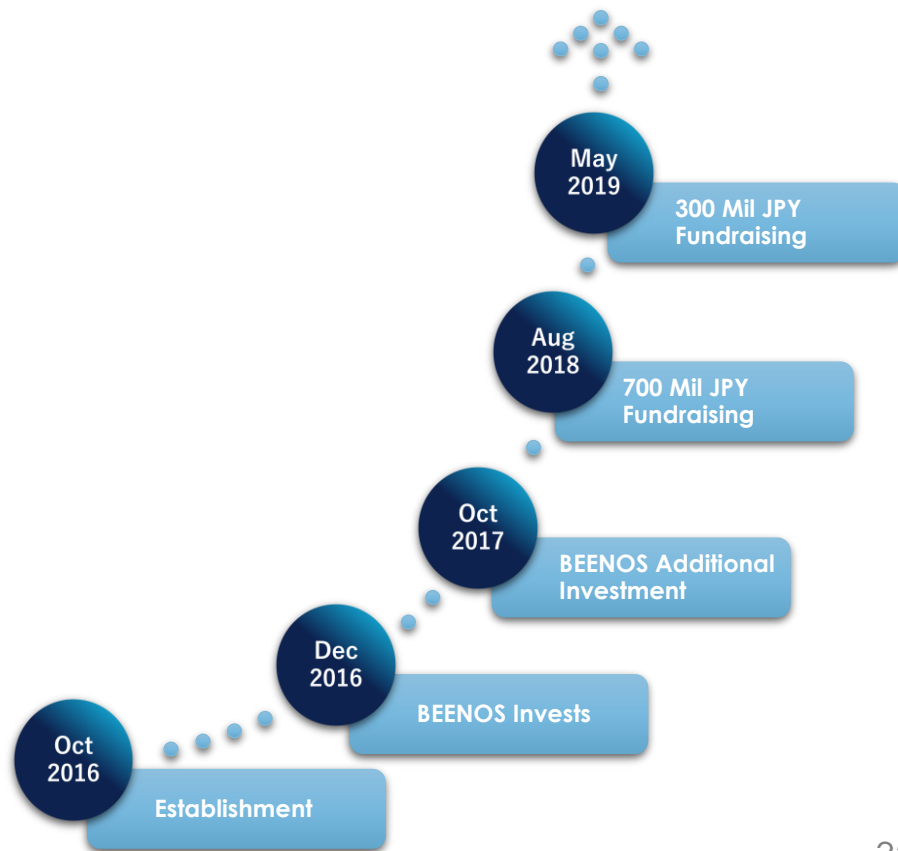 May
2019
300 Mil JPY
Fundraising
Aug
2018
700 Mil JPY
Fundraising
Oct
2017
BEENOS Additional
Investment
Dec
2016
BEENOS Invests
Oct
2016
Establishment